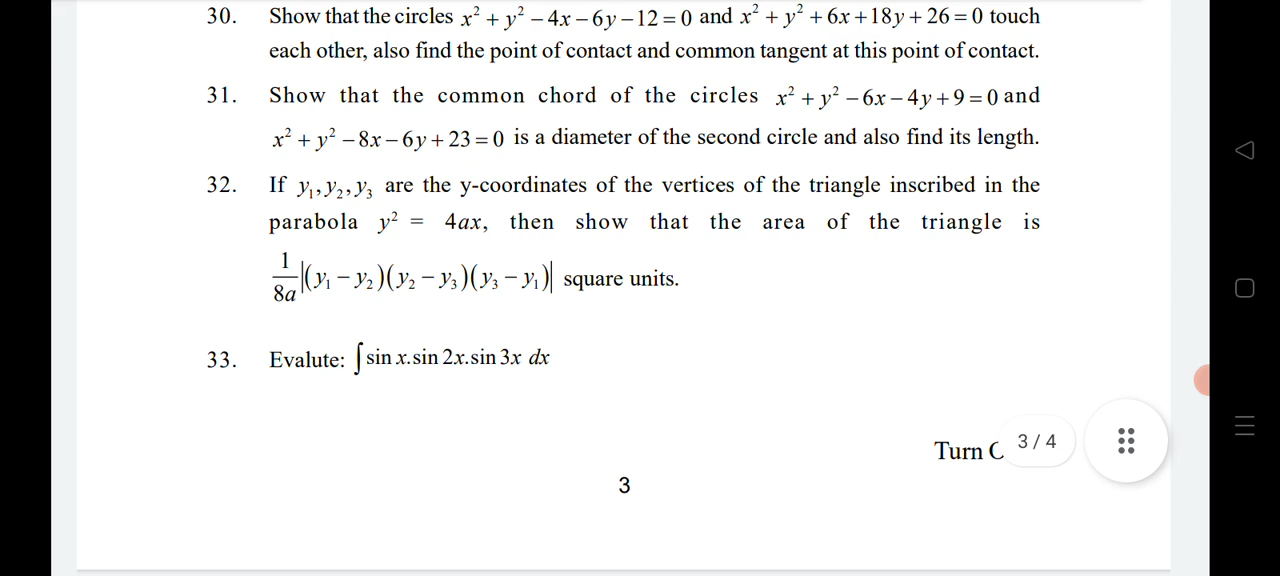 30. Show that the circles x² + y² − 4x − 6y − 12 = 0 and x² + y² + 6x + 18y + 26 = 0 touch
each other, also find the point of contact and common tangent at this point of contact.
31. Show that the common chord of the circles x² + y² − 6x − 4y + 9 = 0 and
x² + y² − 8x − 6y + 23 = 0 is a diameter of the second circle and also find its length.
32. If y₁, y₂, y₃ are the y-coordinates of the vertices of the triangle inscribed in the
parabola y² = 4ax, then show that the area of the triangle is
1/8a |(y₁ − y₂)(y₂ − y₃)(y₃ − y₁)| square units.
33. Evalute: ∫ sin x. sin 2x. sin 3x dx
Turn
3 / 4
3